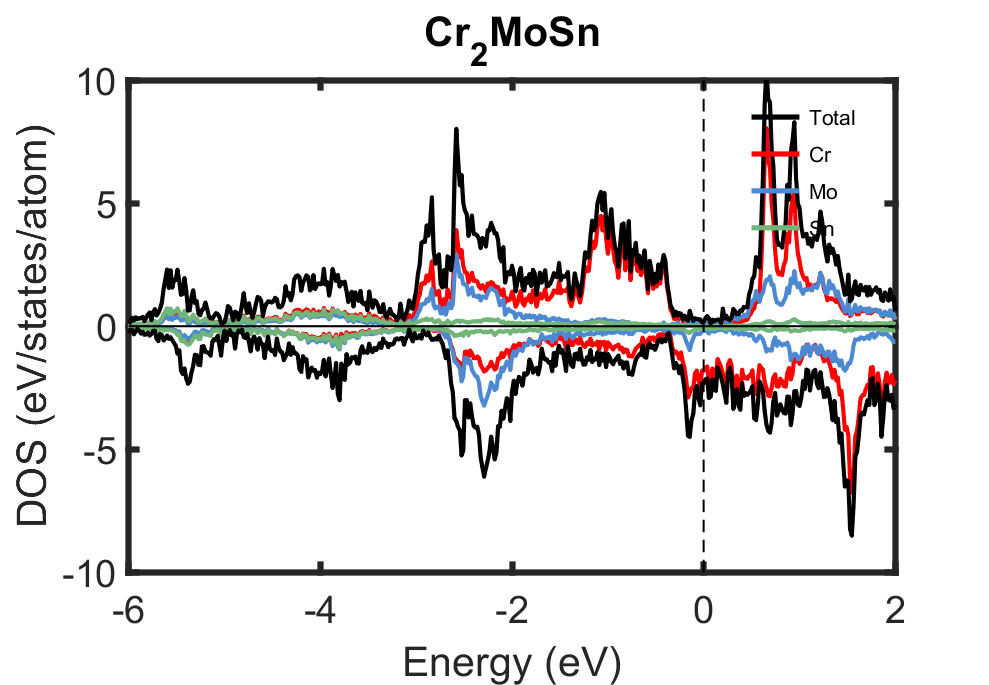 Cr₂MoSn
10
5
0
-5
-10
DOS (eV/states/atom)
Total
Cr
Mo
Sn
-6 -4 -2 0 2
Energy (eV)